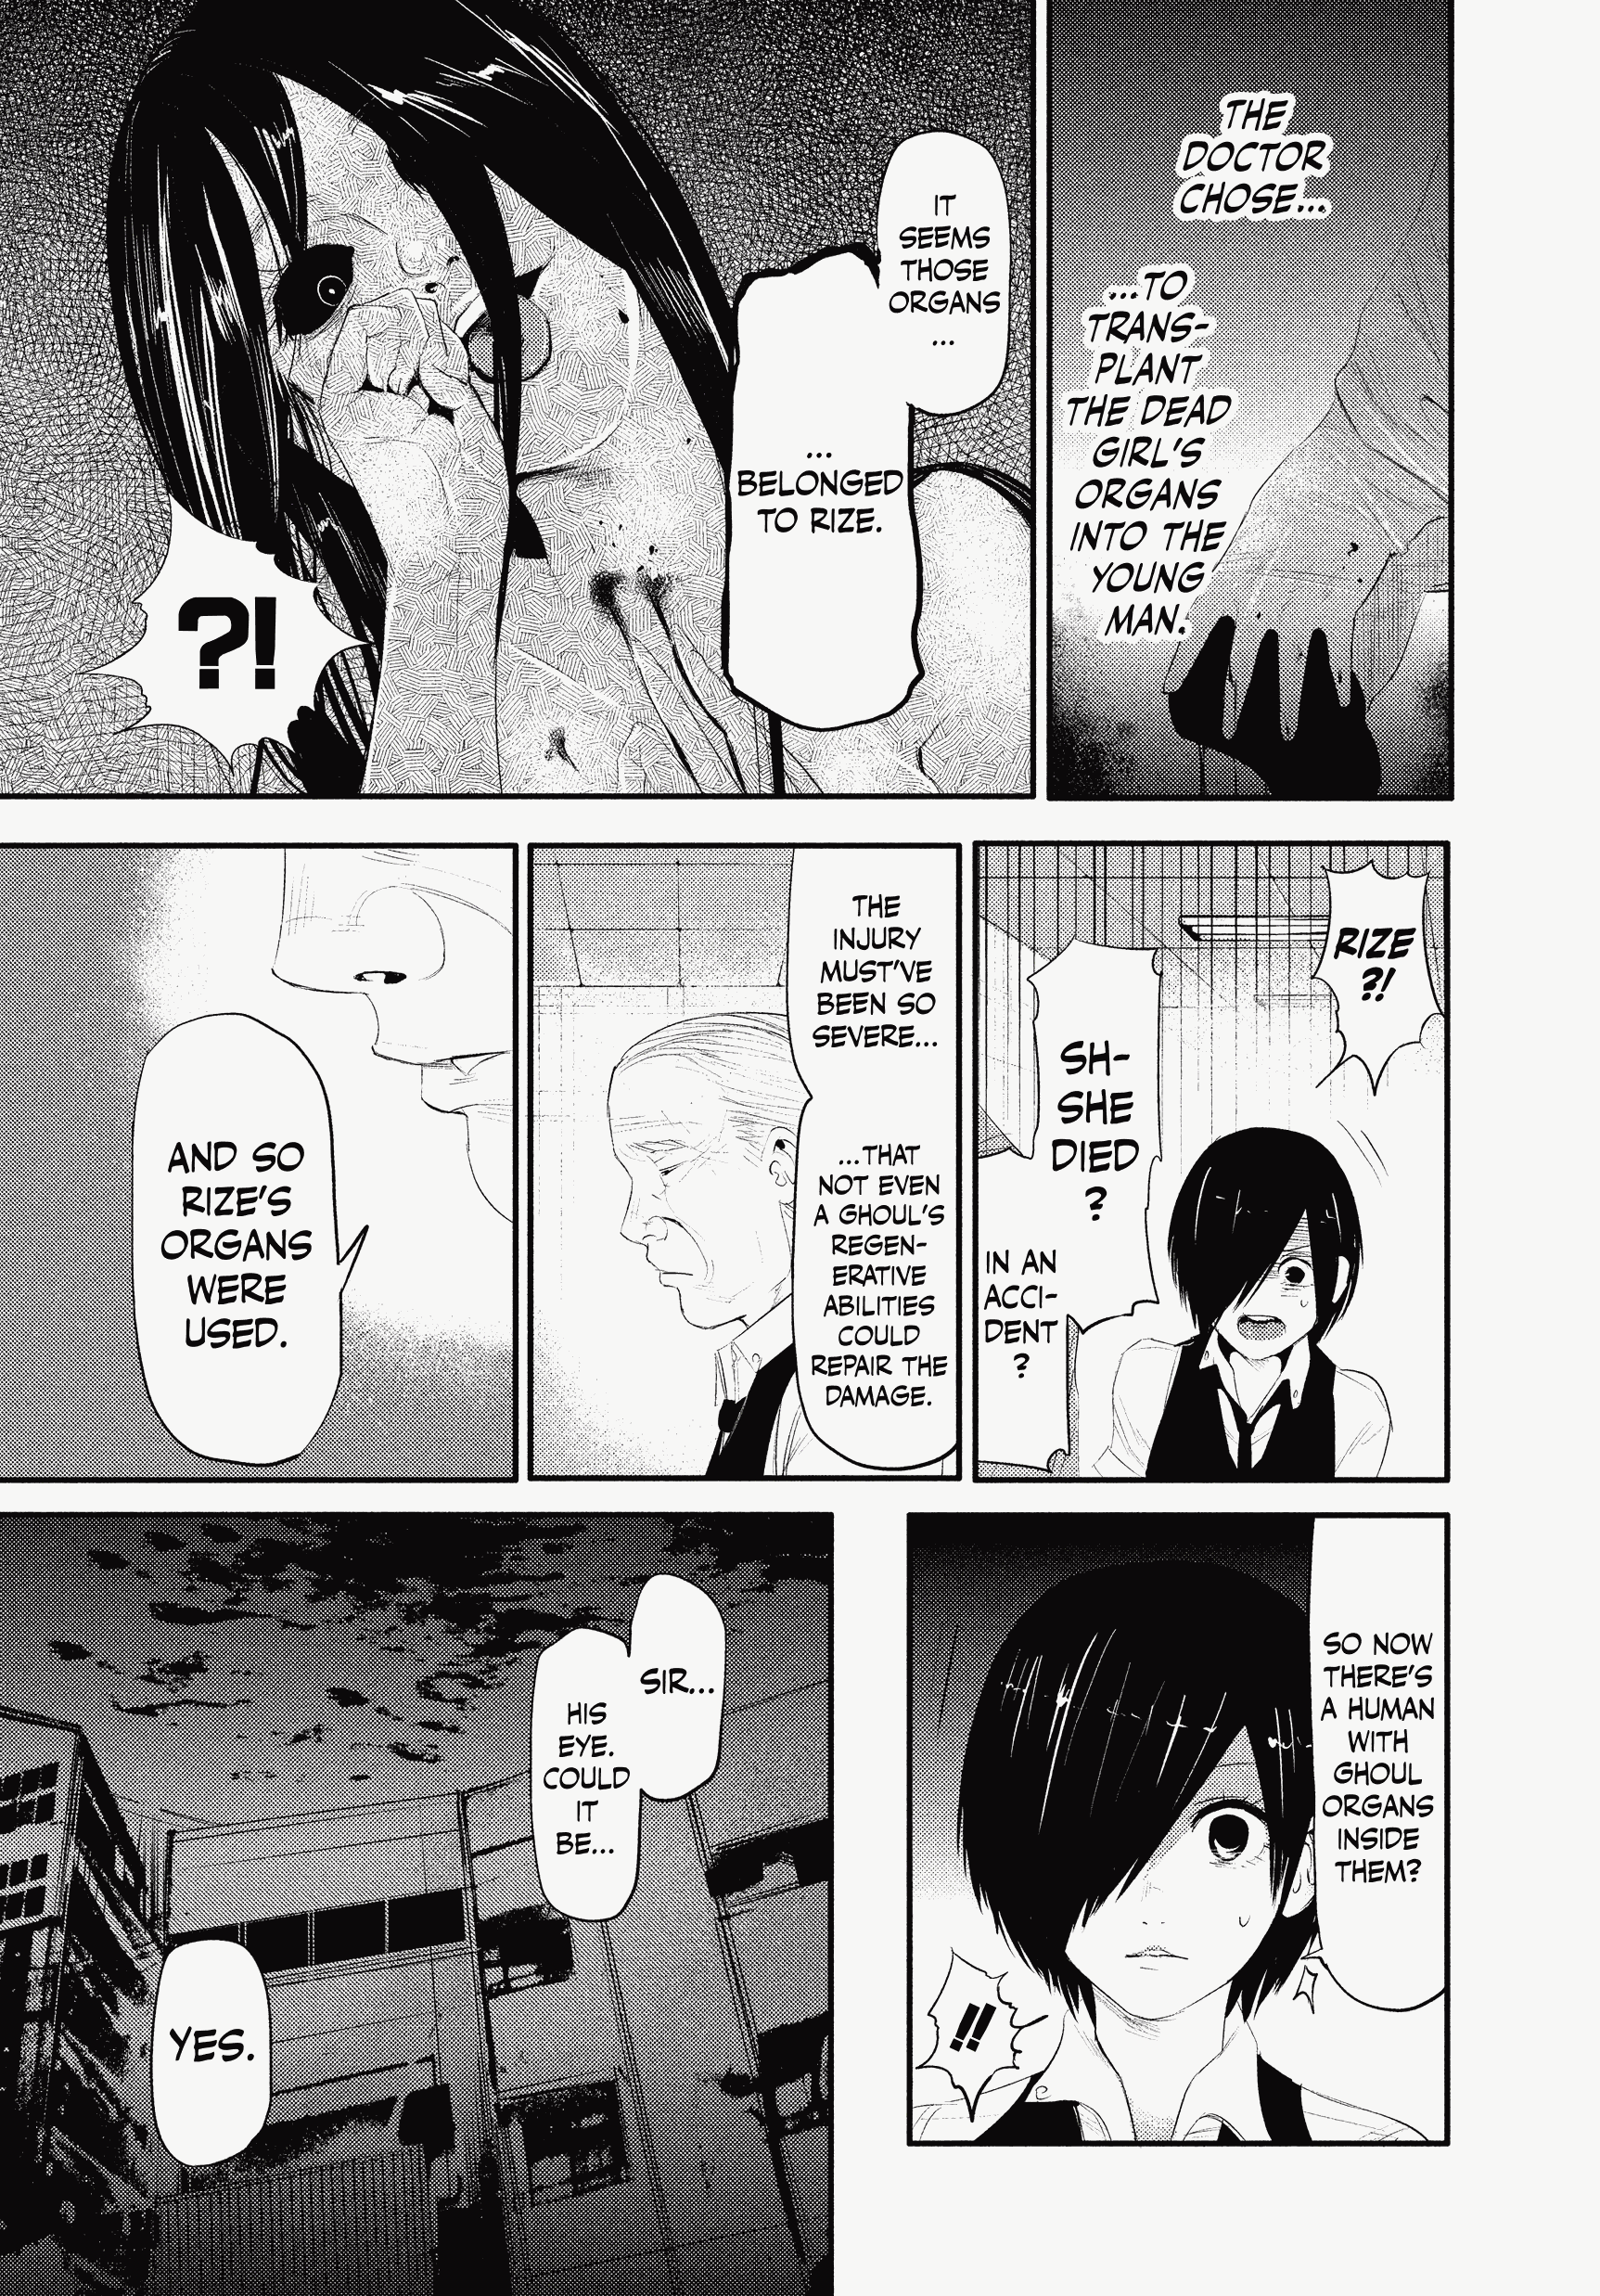 THE
DOCTOR
CHOSE...
...TO
TRANS-
PLANT
THE DEAD
GIRL'S
ORGANS
INTO THE
YOUNG
MAN.
IT
SEEMS
THOSE
ORGANS
...
...
BELONGED
TO RIZE.
?!
RIZE
?!
SH-
SHE
DIED
?
IN AN
ACCI-
DENT
?
THE
INJURY
MUST'VE
BEEN SO
SEVERE...
...THAT
NOT EVEN
A GHOUL'S
REGEN-
ERATIVE
ABILITIES
COULD
REPAIR THE
DAMAGE.
AND SO
RIZE'S
ORGANS
WERE
USED.
SO NOW
THERE'S
A HUMAN
WITH
GHOUL
ORGANS
INSIDE
THEM?
!!
SIR...
HIS
EYE.
COULD
IT
BE...
YES.